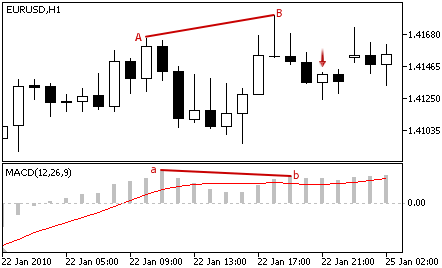 EURUSD,H1
B
A
1.41680
1.41465
1.41250
1.41035
MACD(12,26,9)
a
b
0.00
22 Jan 2010
22 Jan 05:00
22 Jan 09:00
22 Jan 13:00
22 Jan 17:00
22 Jan 21:00
25 Jan 02:00